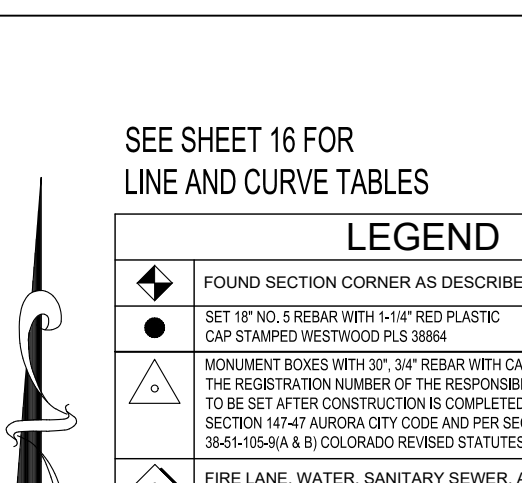 SEE SHEET 16 FOR
LINE AND CURVE TABLES
LEGEND
FOUND SECTION CORNER AS DESCRIBE
SET 18" NO. 5 REBAR WITH 1-1/4" RED PLASTIC
CAP STAMPED WESTWOOD PLS 38864
MONUMENT BOXES WITH 30", 3/4" REBAR WITH CA
THE REGISTRATION NUMBER OF THE RESPONSIB
TO BE SET AFTER CONSTRUCTION IS COMPLETED
SECTION 147-47 AURORA CITY CODE AND PER SE
38-51-105-9(A & B) COLORADO REVISED STATUTES
FIRE LANE, WATER, SANITARY SEWER, A